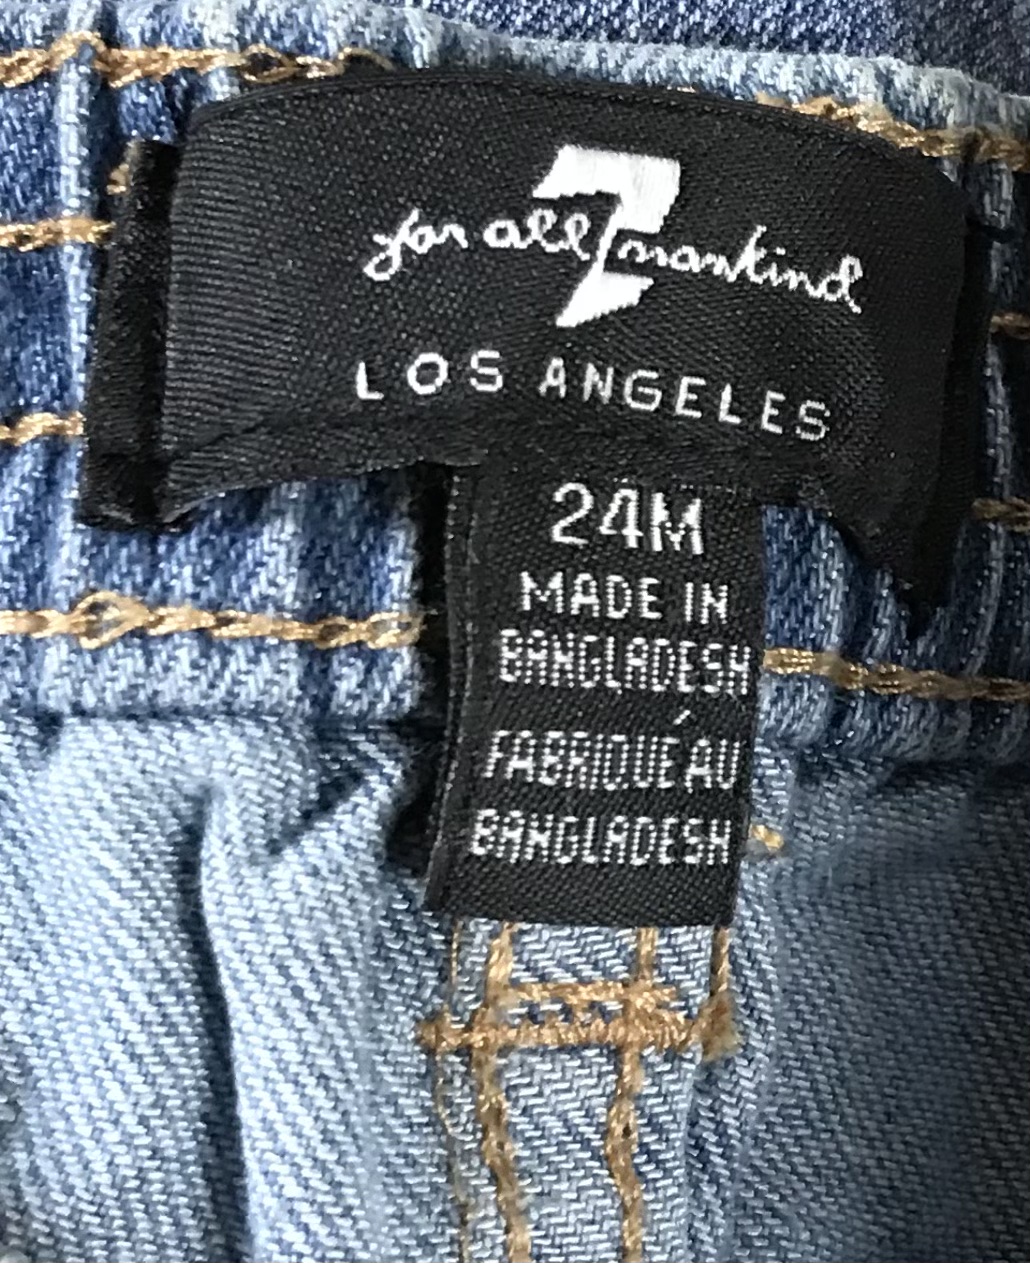 7 for all mankind
LOS ANGELES
24M
MADE IN
BANGLADESH
FABRIQUÉ AU
BANGLADESH